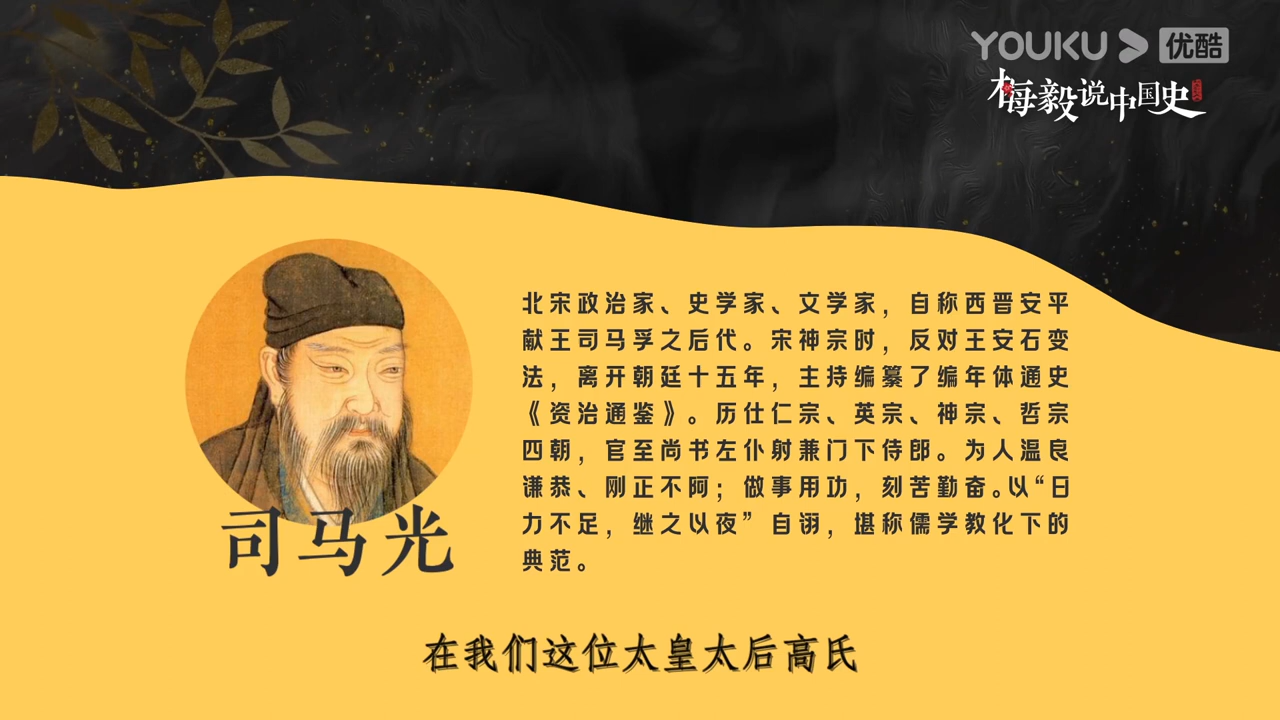 YOUKU 优酷
梅毅说中国史
北宋政治家、史学家、文学家，自称西晋安平
献王司马孚之后代。宋神宗时，反对王安石变
法，离开朝廷十五年，主持编纂了编年体通史
《资治通鉴》。历仕仁宗、英宗、神宗、哲宗
四朝，官至尚书左仆射兼门下侍郎。为人温良
谦恭、刚正不阿；做事用功，刻苦勤奋。以“日
力不足，继之以夜”自诩，堪称儒学教化下的
典范。
司马光
在我们这位太皇太后高氏